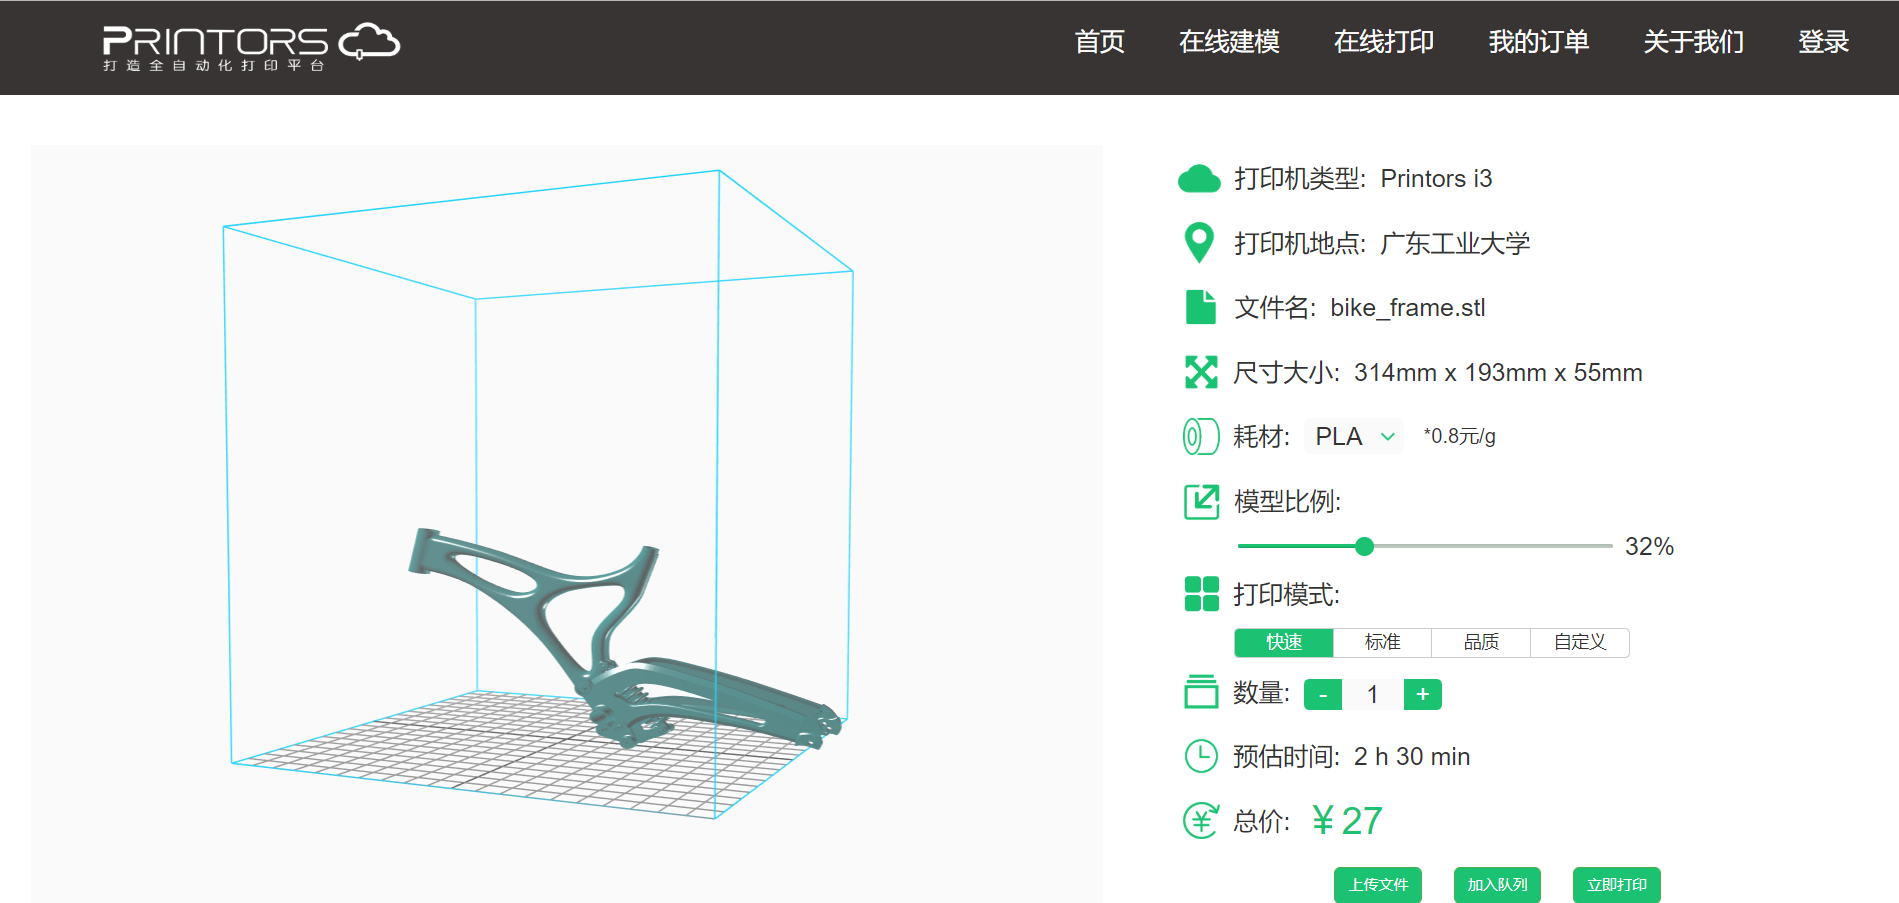 PRINTORS
打造全自动化打印平台
首页 在线建模 在线打印 我的订单 关于我们 登录
打印机类型: Printors i3
打印机地点: 广东工业大学
文件名: bike_frame.stl
尺寸大小: 314mm x 193mm x 55mm
耗材: PLA *0.8元/g
模型比例:
32%
打印模式:
快速 标准 品质 自定义
数量: - 1 +
预估时间: 2 h 30 min
总价: ¥27
上传文件 加入队列 立即打印